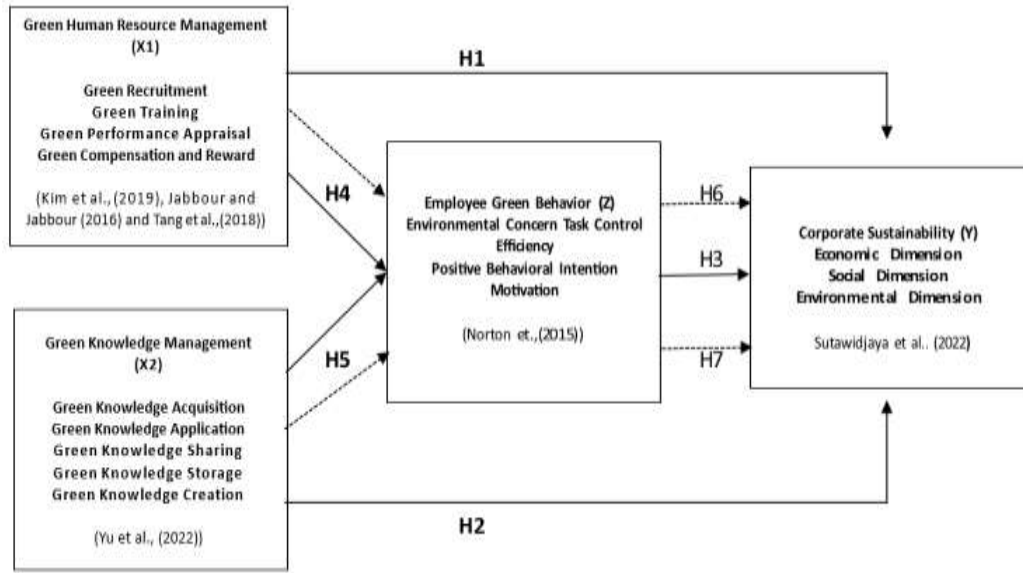 Green Human Resource Management
(X1)
Green Recruitment
Green Training
Green Performance Appraisal
Green Compensation and Reward
(Kim et al.,(2019), Jabbour and
Jabbour (2016) and Tang et al.,(2018))
H1
H4
Employee Green Behavior (Z)
Environmental Concern Task Control
Efficiency
Positive Behavioral Intention
Motivation
(Norton et.,(2015))
H6
H3
H7
Corporate Sustainability (Y)
Economic Dimension
Social Dimension
Environmental Dimension
Sutawidjaya et al.. (2022)
Green Knowledge Management
(X2)
Green Knowledge Acquisition
Green Knowledge Application
Green Knowledge Sharing
Green Knowledge Storage
Green Knowledge Creation
(Yu et al., (2022))
H5
H2